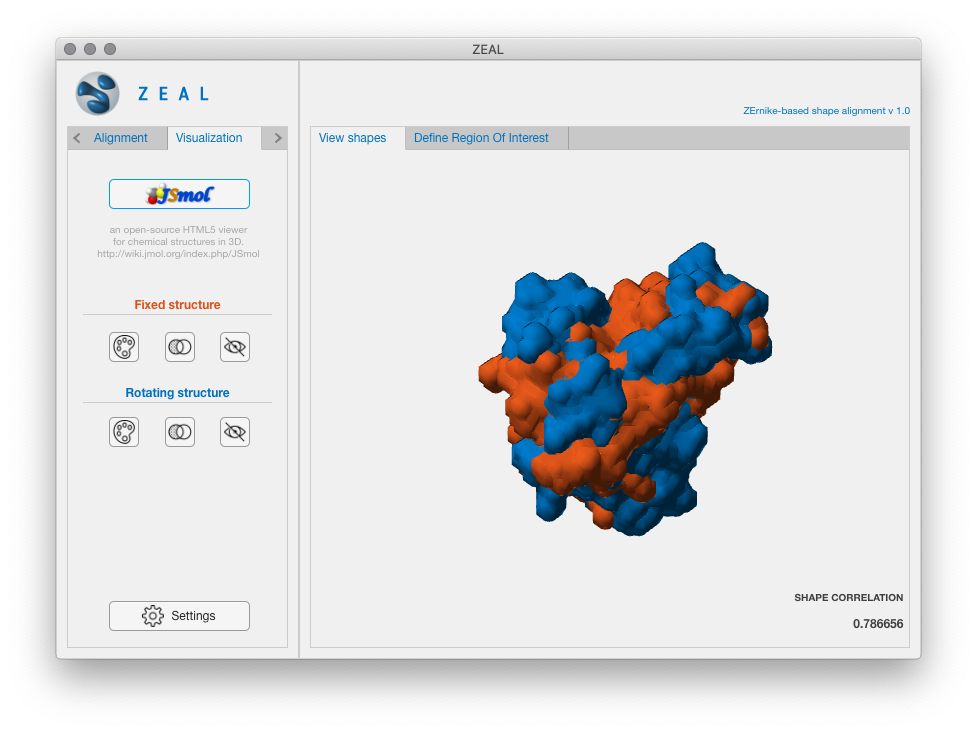 ZEAL
Z E A L
ZErnike-based shape alignment v 1.0
Alignment Visualization
View shapes Define Region Of Interest
JSmol
an open-source HTML5 viewer
for chemical structures in 3D.
http://wiki.jmol.org/index.php/JSmol
Fixed structure
Rotating structure
Settings
SHAPE CORRELATION
0.786656